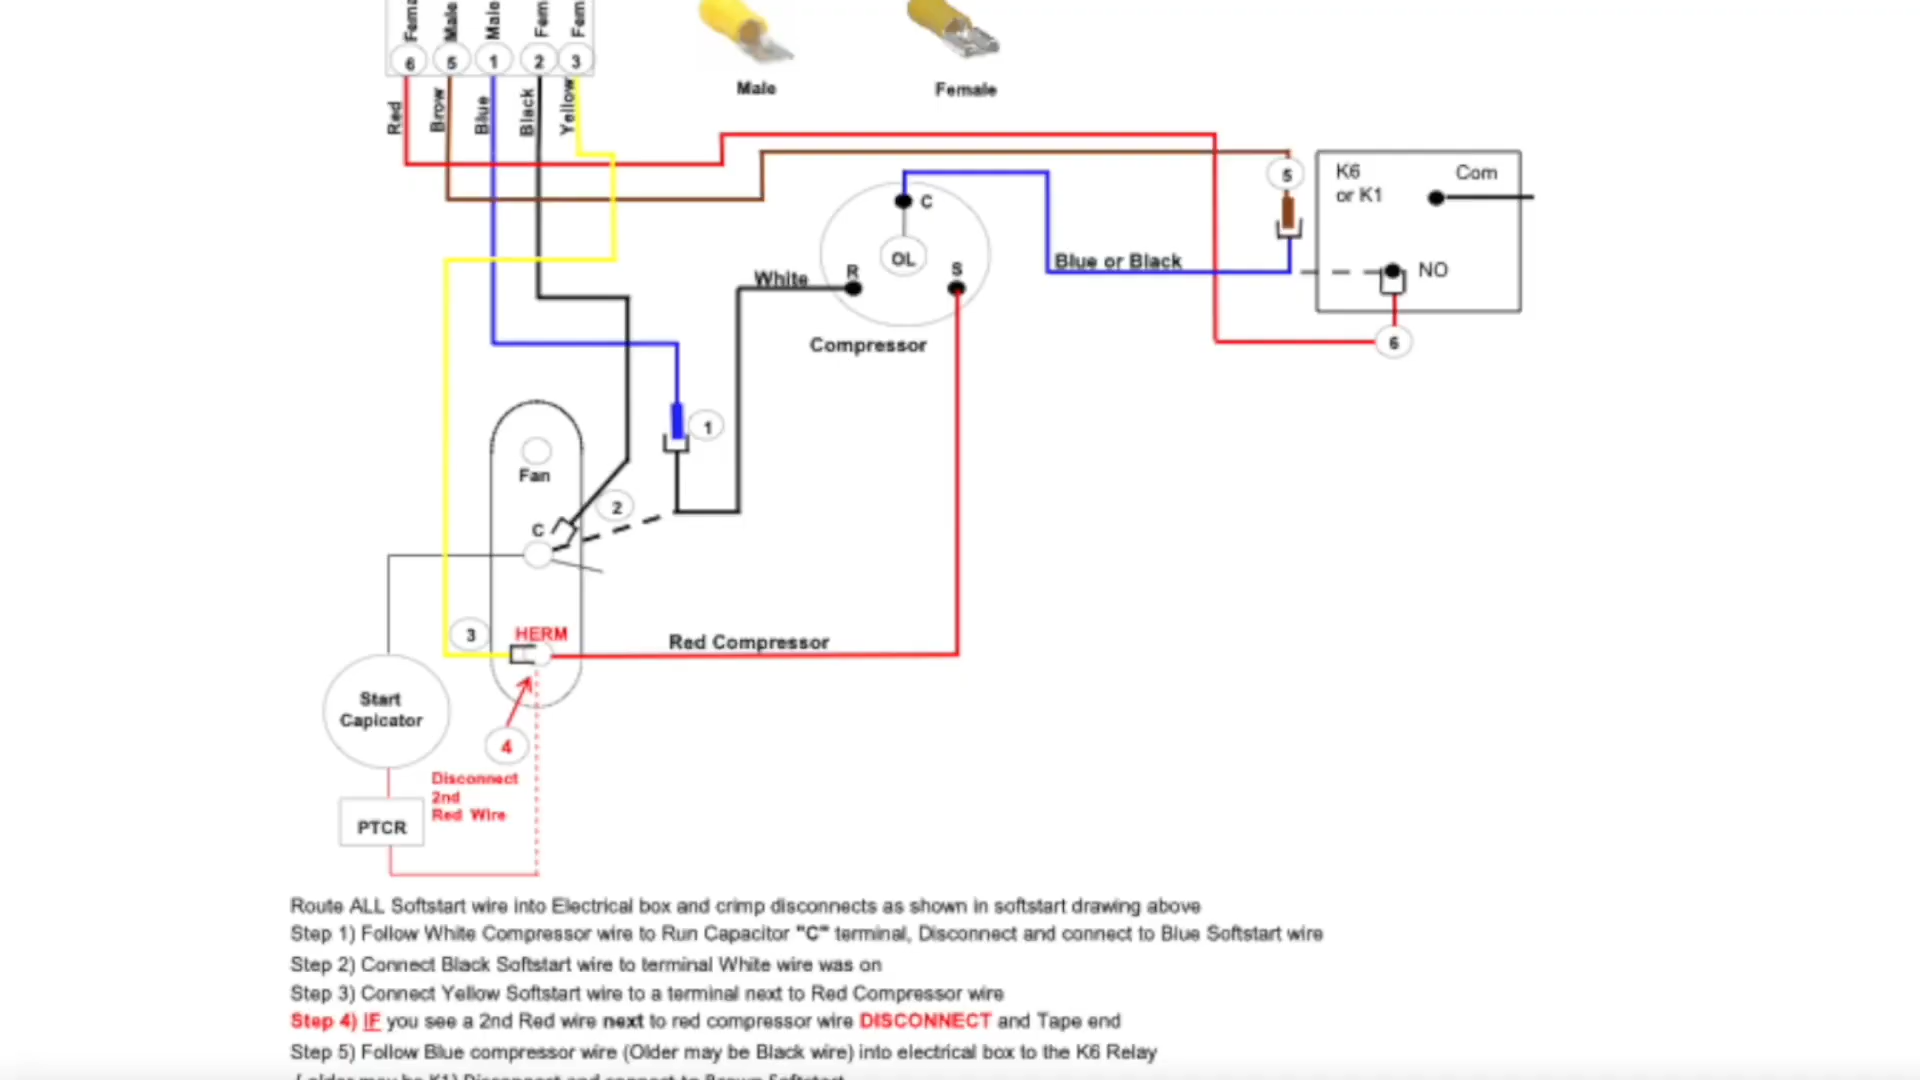 Male
Male
6
5
1
2
3
Male
Female
Red
Brow
Blue
Black
Yellow
5
K6
or K1
Com
C
OL
R
S
White
Blue or Black
NO
Compressor
6
1
Fan
2
C
3
HERM
Red Compressor
Start
Capicator
4
Disconnect
2nd
Red Wire
PTCR
Route ALL Softstart wire into Electrical box and crimp disconnects as shown in softstart drawing above
Step 1) Follow White Compressor wire to Run Capacitor "C" terminal, Disconnect and connect to Blue Softstart wire
Step 2) Connect Black Softstart wire to terminal White wire was on
Step 3) Connect Yellow Softstart wire to a terminal next to Red Compressor wire
Step 4) IF you see a 2nd Red wire next to red compressor wire DISCONNECT and Tape end
Step 5) Follow Blue compressor wire (Older may be Black wire) into electrical box to the K6 Relay